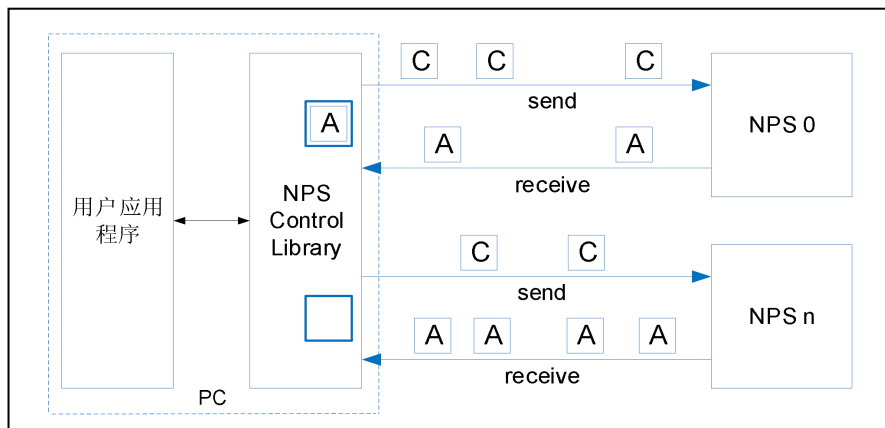 C C C
send
NPS 0
A
A A
receive
用户应用
程序
NPS
Control
Library
C C
send
NPS n
A A A A
receive
PC